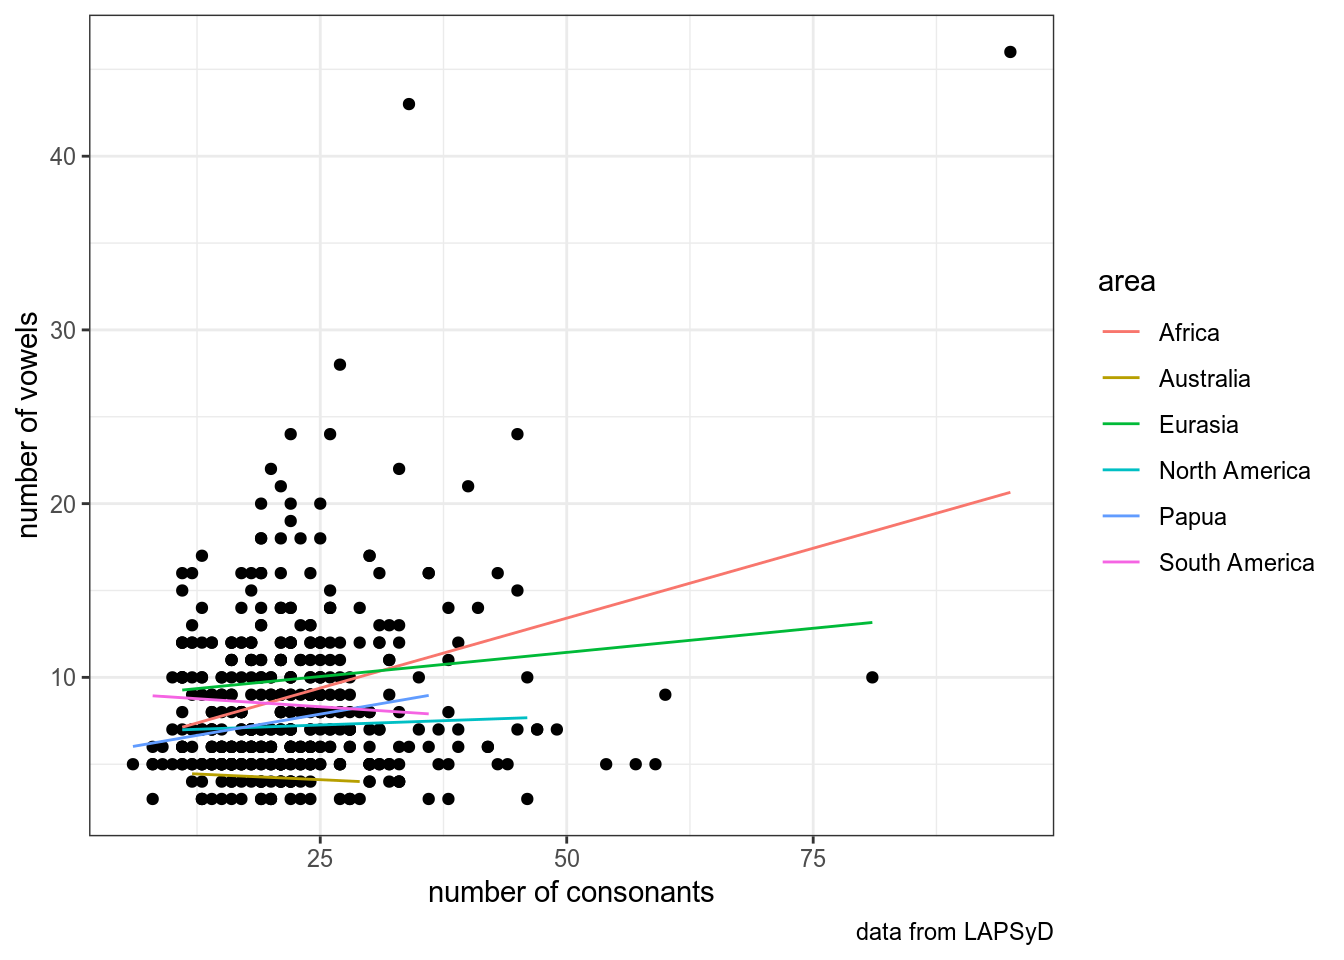 number of vowels
40
30
20
10
25
50
75
number of consonants
data from LAPSyD
area
Africa
Australia
Eurasia
North America
Papua
South America